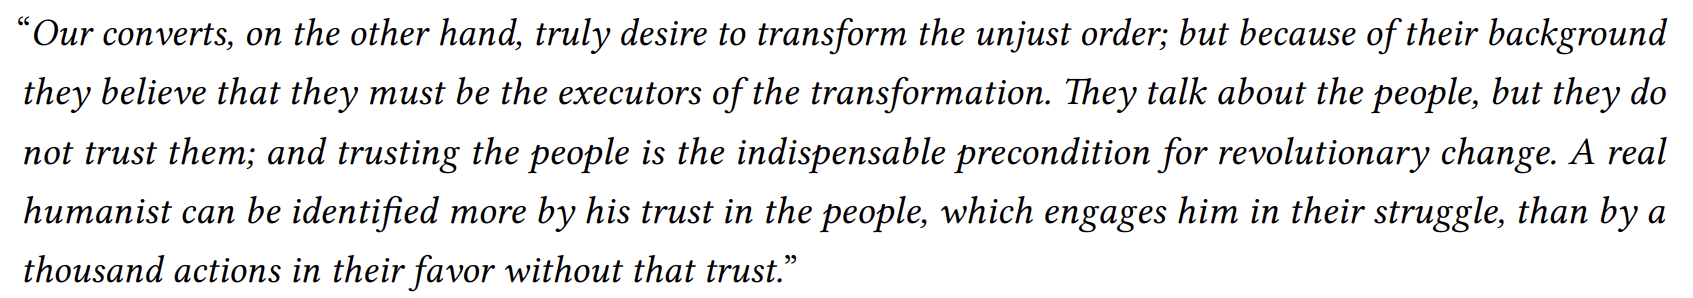 “Our converts, on the other hand, truly desire to transform the unjust order; but because of their background
they believe that they must be the executors of the transformation. They talk about the people, but they do
not trust them; and trusting the people is the indispensable precondition for revolutionary change. A real
humanist can be identified more by his trust in the people, which engages him in their struggle, than by a
thousand actions in their favor without that trust.”